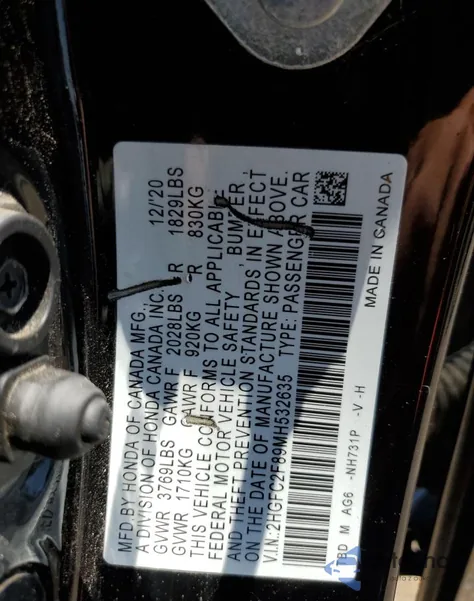 MFD.BY HONDA OF CANADA MFG.,
A DIVISION OF HONDA CANADA INC. 12/'20
GVWR 3769LBS GAWR F 2028LBS R 1829LBS
GVWR 1710KG GAWR F 920KG R 830KG
THIS VEHICLE CONFORMS TO ALL APPLICABLE
FEDERAL MOTOR VEHICLE SAFETY, BUMPER,
AND THEFT PREVENTION STANDARDS IN EFFECT
ON THE DATE OF MANUFACTURE SHOWN ABOVE.
V.I.N.:2HGFC2F89MH532635 TYPE: PASSENGER CAR
TBD M AG6 -NH731P -V -H
MADE IN CANADA